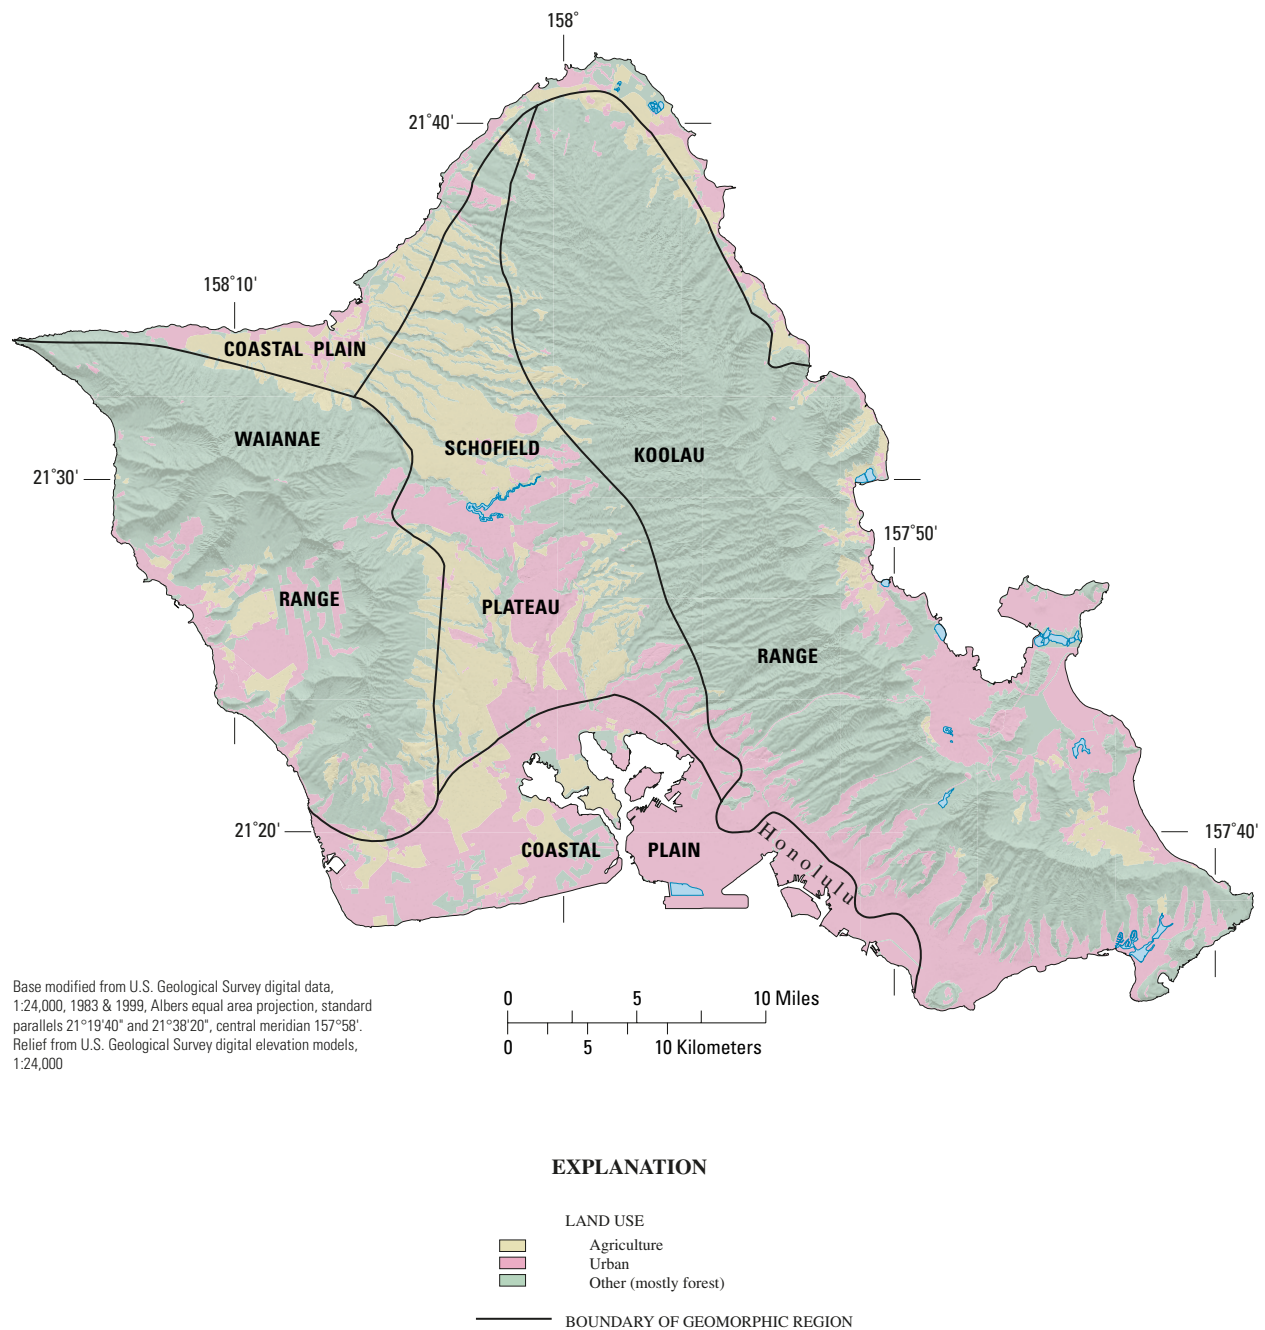 158°
21°40'
158°10'
COASTAL PLAIN
WAIANAE
SCHOFIELD
KOOLAU
21°30'
157°50'
RANGE
PLATEAU
RANGE
21°20'
157°40'
COASTAL PLAIN
Honolulu
Base modified from U.S. Geological Survey digital data,
1:24,000, 1983 & 1999, Albers equal area projection, standard
parallels 21°19'40" and 21°38'20", central meridian 157°58'.
Relief from U.S. Geological Survey digital elevation models,
1:24,000
0 5 10 Miles
0 5 10 Kilometers
EXPLANATION
LAND USE
Agriculture
Urban
Other (mostly forest)
BOUNDARY OF GEOMORPHIC REGION